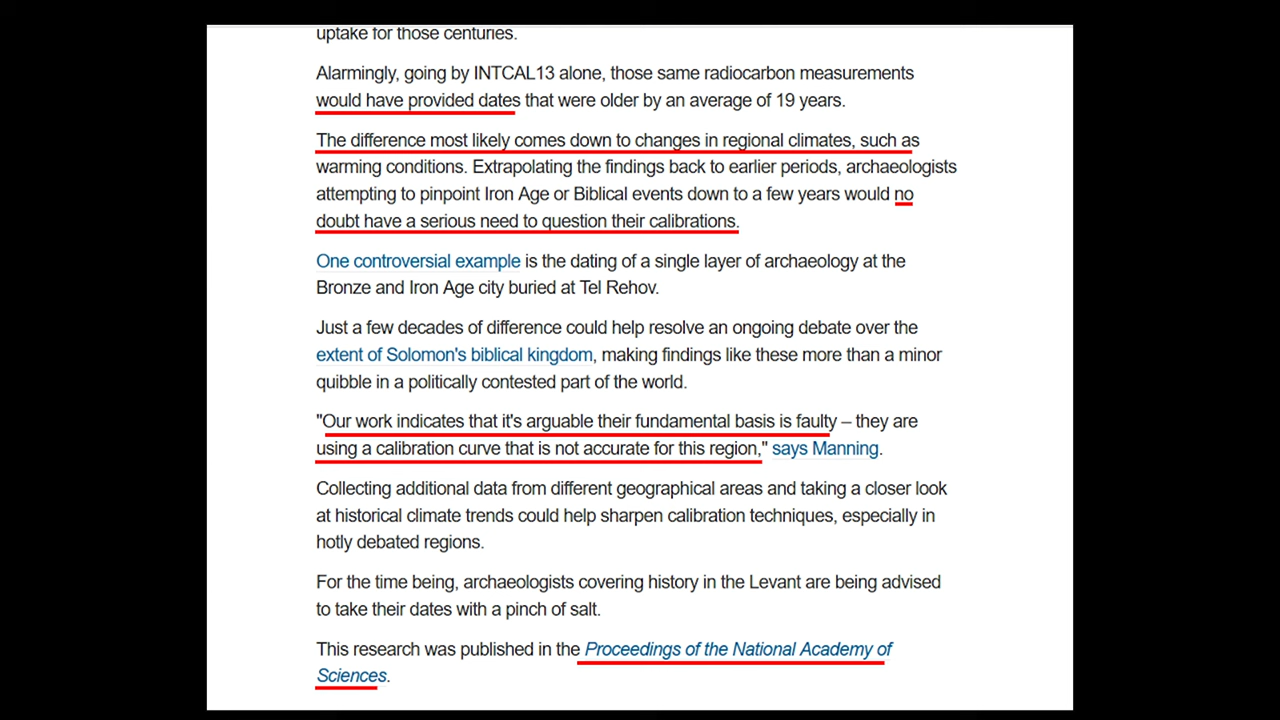 uptake for those centuries.
Alarmingly, going by INTCAL13 alone, those same radiocarbon measurements
would have provided dates that were older by an average of 19 years.
The difference most likely comes down to changes in regional climates, such as
warming conditions. Extrapolating the findings back to earlier periods, archaeologists
attempting to pinpoint Iron Age or Biblical events down to a few years would no
doubt have a serious need to question their calibrations.
One controversial example is the dating of a single layer of archaeology at the
Bronze and Iron Age city buried at Tel Rehov.
Just a few decades of difference could help resolve an ongoing debate over the
extent of Solomon's biblical kingdom, making findings like these more than a minor
quibble in a politically contested part of the world.
"Our work indicates that it's arguable their fundamental basis is faulty – they are
using a calibration curve that is not accurate for this region," says Manning.
Collecting additional data from different geographical areas and taking a closer look
at historical climate trends could help sharpen calibration techniques, especially in
hotly debated regions.
For the time being, archaeologists covering history in the Levant are being advised
to take their dates with a pinch of salt.
This research was published in the Proceedings of the National Academy of
Sciences.